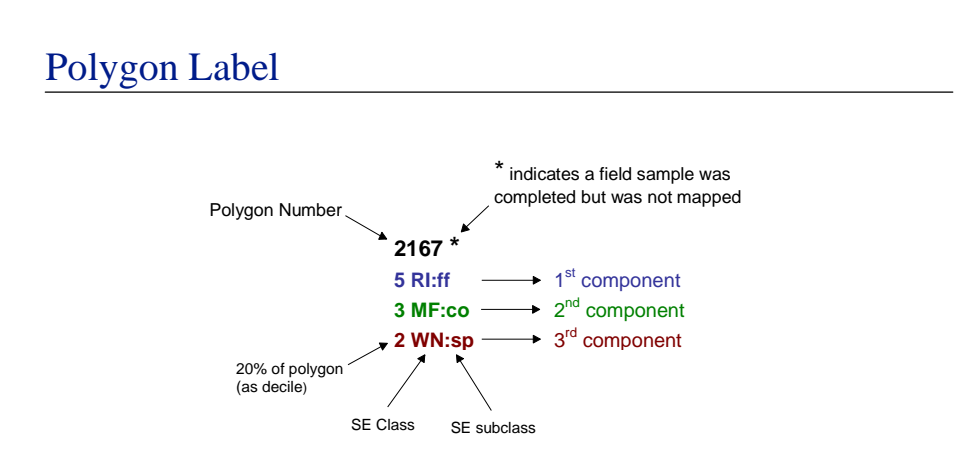 Polygon Label
* indicates a field sample was
completed but was not mapped
Polygon Number
2167 *
5 RI:ff
1st component
3 MF:co
2nd component
2 WN:sp
3rd component
20% of polygon
(as decile)
SE Class
SE subclass